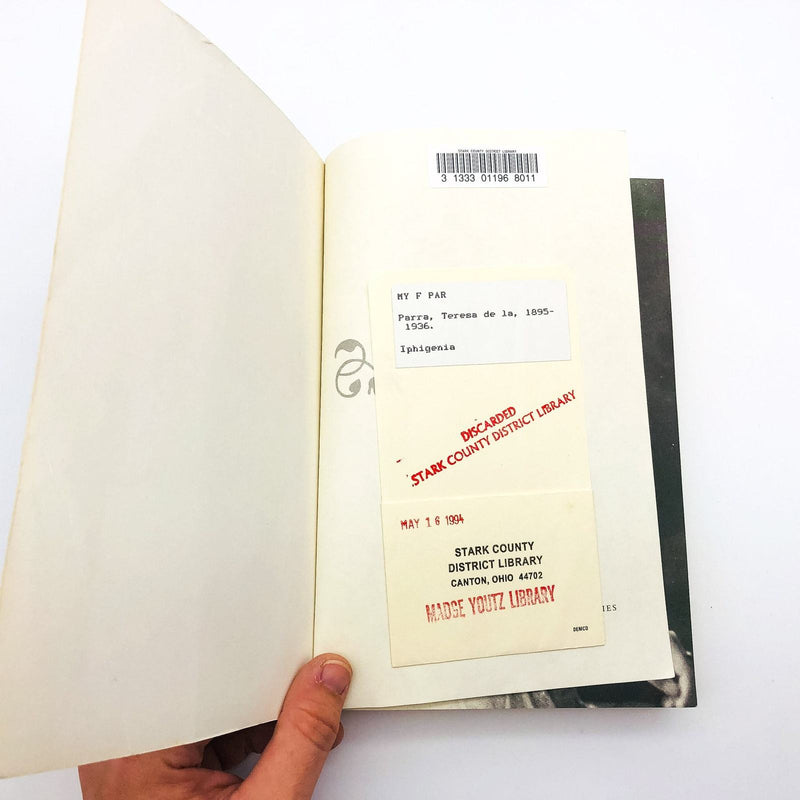 STARK COUNTY DISTRICT LIBRARY
3 1333 01196 8011
MY F PAR
Parra, Teresa de la, 1895-
1936.
Iphigenia
DISCARDED
STARK COUNTY DISTRICT LIBRARY
MAY 16 1994
STARK COUNTY
DISTRICT LIBRARY
CANTON, OHIO 44702
MADGE YOUTZ LIBRARY
IES
DEMCO